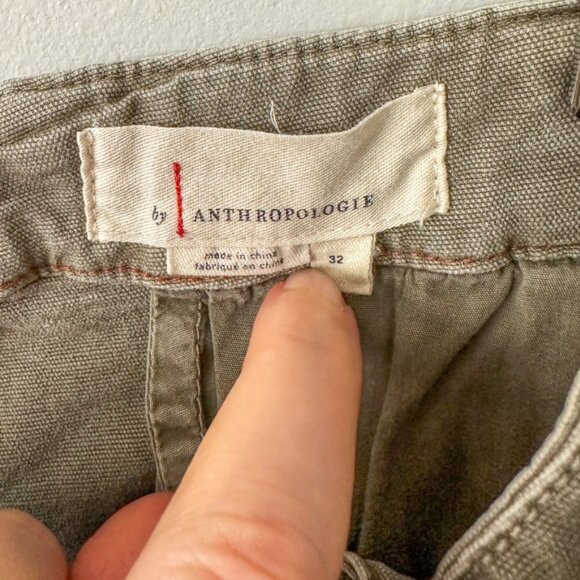 by ANTHROPOLOGIE
made in china
fabriqué en chine
32